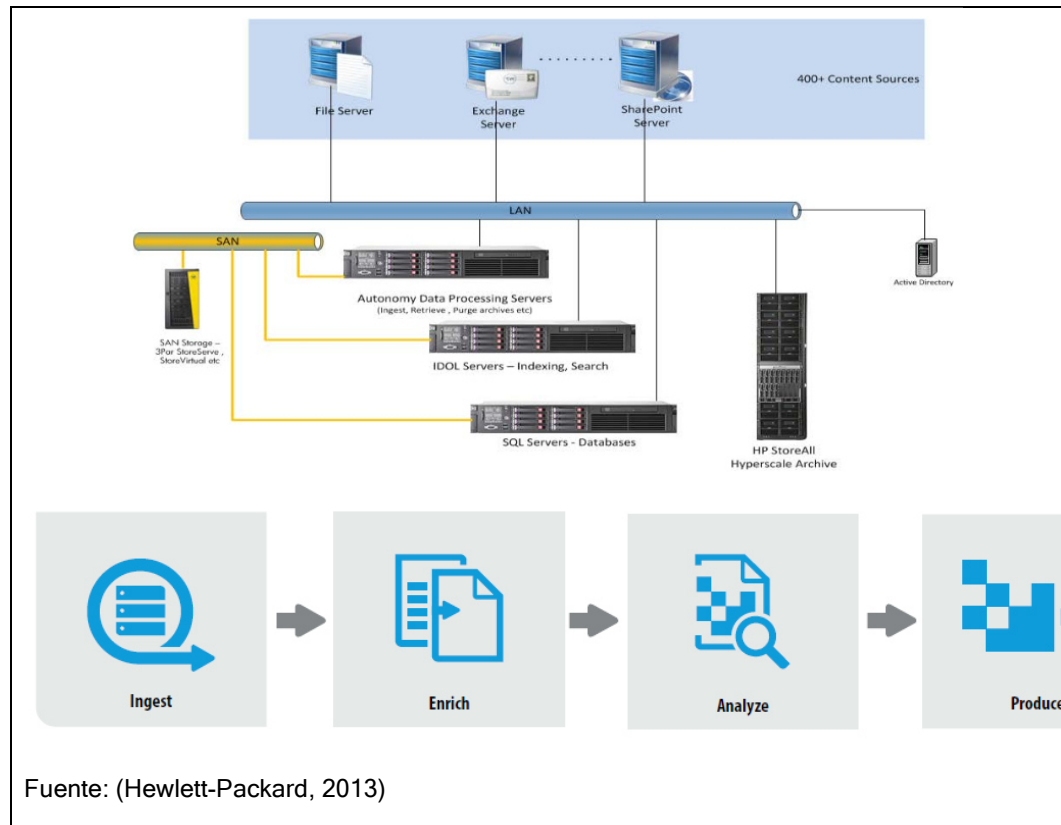 400+ Content Sources
File Server
Exchange
Server
SharePoint
Server
LAN
SAN
Active Directory
Autonomy Data Processing Servers
(Ingest, Retrieve , Purge archives etc)
SAN Storage –
3Par StoreServe ,
StoreVirtual etc
IDOL Servers – Indexing, Search
SQL Servers - Databases
HP StoreAll
Hyperscale Archive
Ingest
Enrich
Analyze
Produce
Fuente: (Hewlett-Packard, 2013)